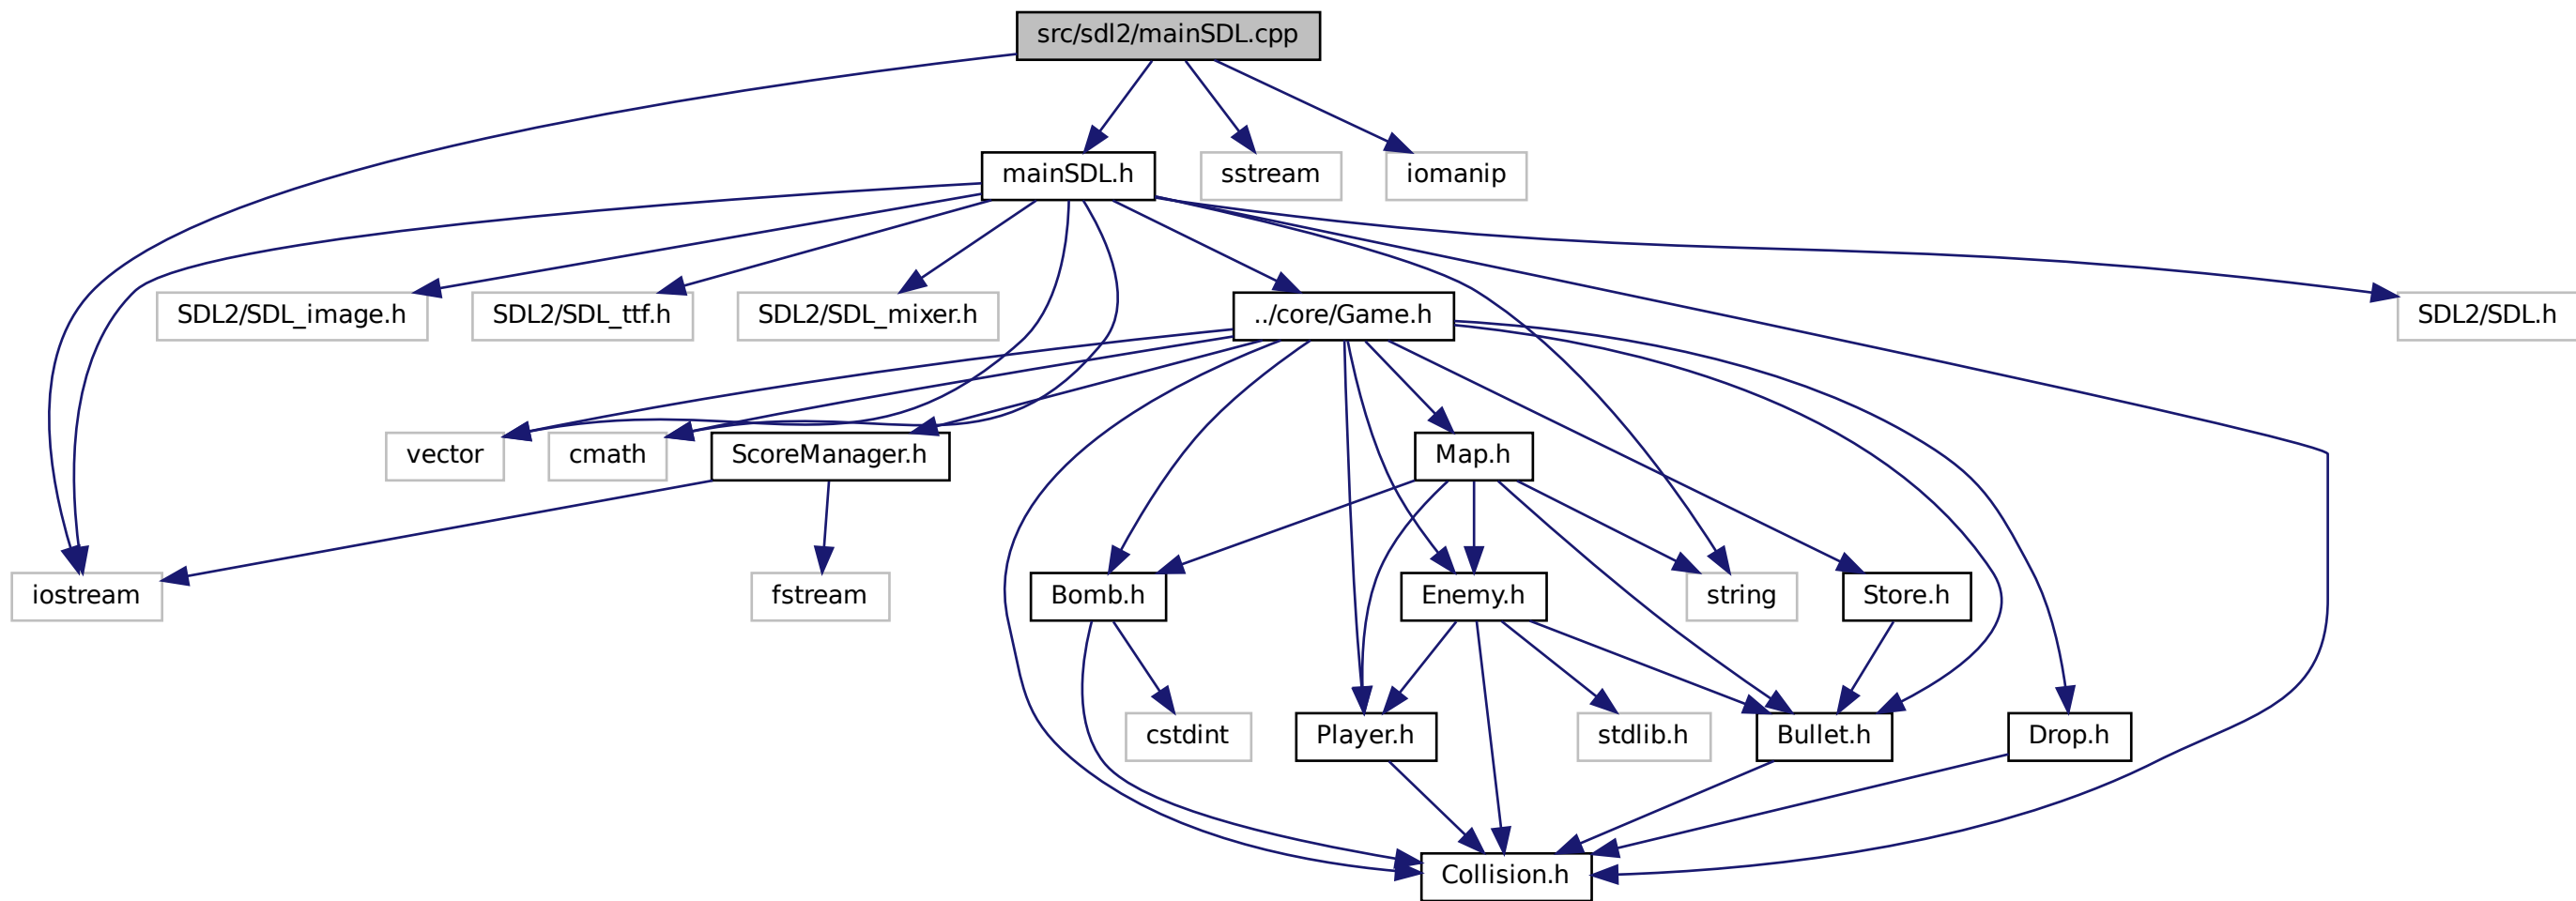 src/sdl2/mainSDL.cpp
mainSDL.h
sstream
iomanip
SDL2/SDL_image.h
SDL2/SDL_ttf.h
SDL2/SDL_mixer.h
../core/Game.h
SDL2/SDL.h
vector
cmath
ScoreManager.h
Map.h
iostream
fstream
Bomb.h
Enemy.h
string
Store.h
cstdint
Player.h
stdlib.h
Bullet.h
Drop.h
Collision.h